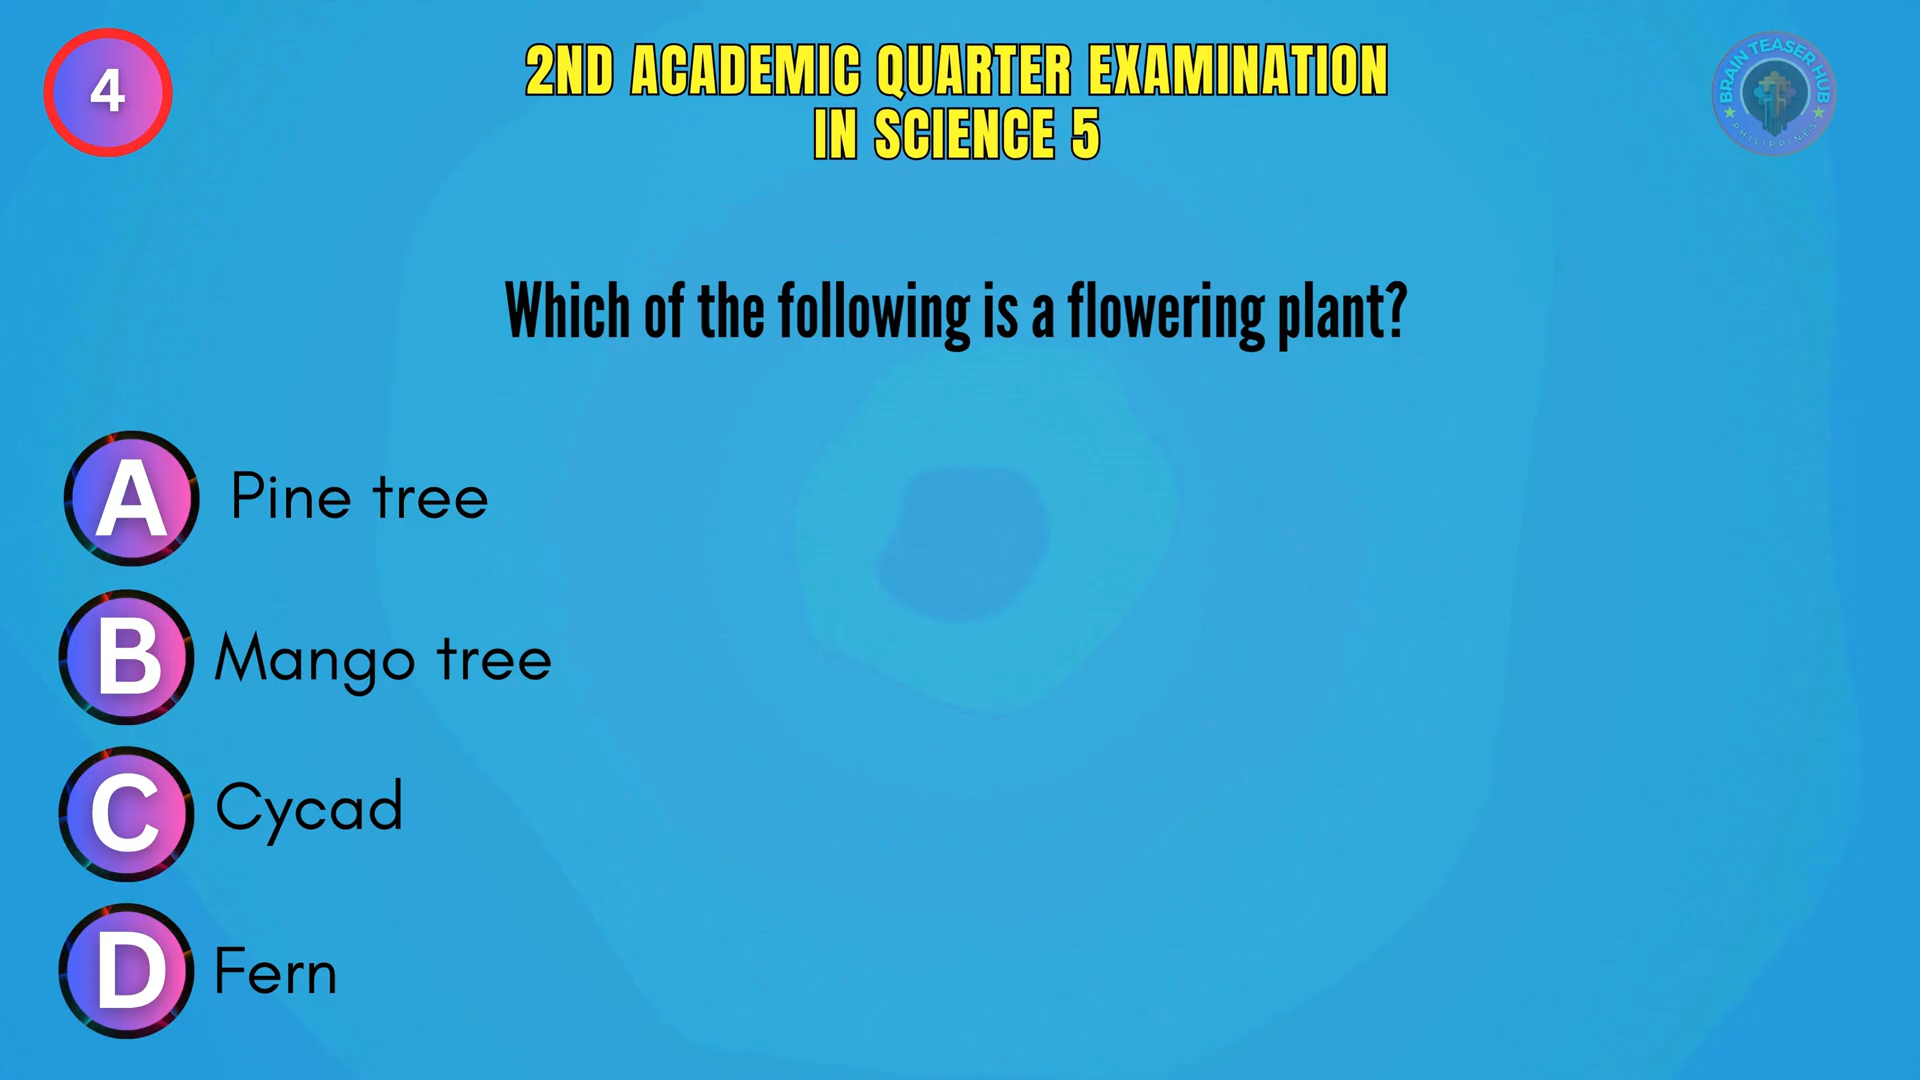 4
2ND ACADEMIC QUARTER EXAMINATION
IN SCIENCE 5
BRAIN TEASER HUB
PHILIPPINES
Which of the following is a flowering plant?
A Pine tree
B Mango tree
C Cycad
D Fern